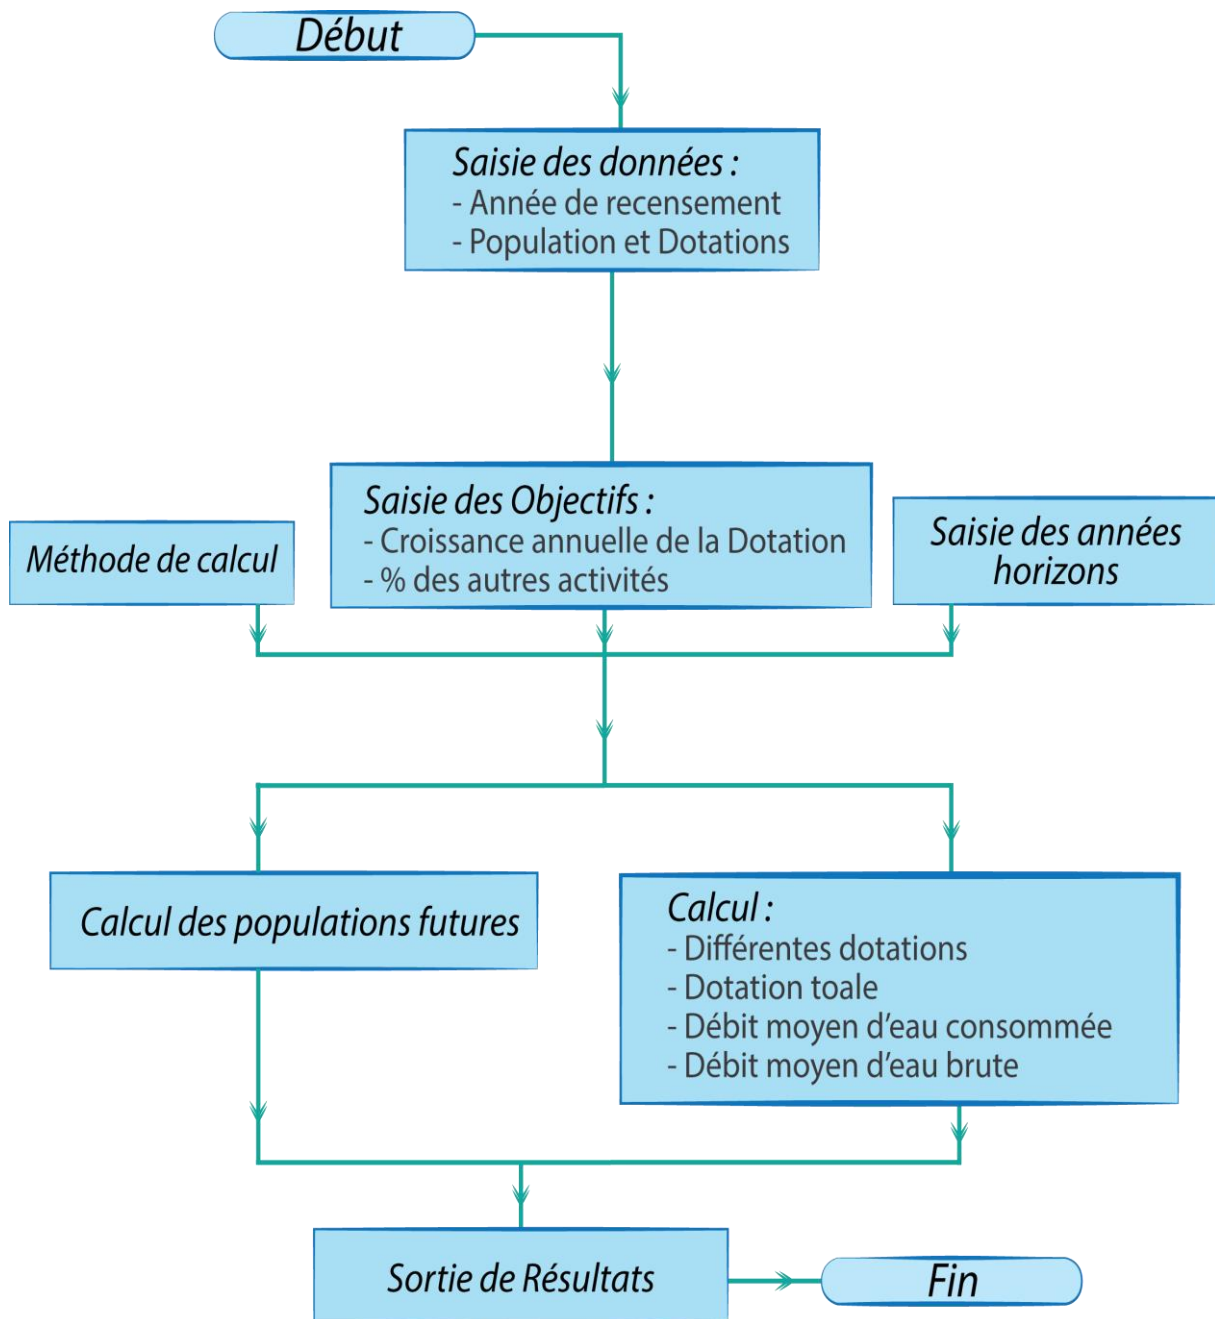 Début
Saisie des données :
- Année de recensement
- Population et Dotations
Saisie des Objectifs :
- Croissance annuelle de la Dotation
- % des autres activités
Méthode de calcul
Saisie des années
horizons
Calcul des populations futures
Calcul :
- Différentes dotations
- Dotation toale
- Débit moyen d’eau consommée
- Débit moyen d’eau brute
Sortie de Résultats
Fin